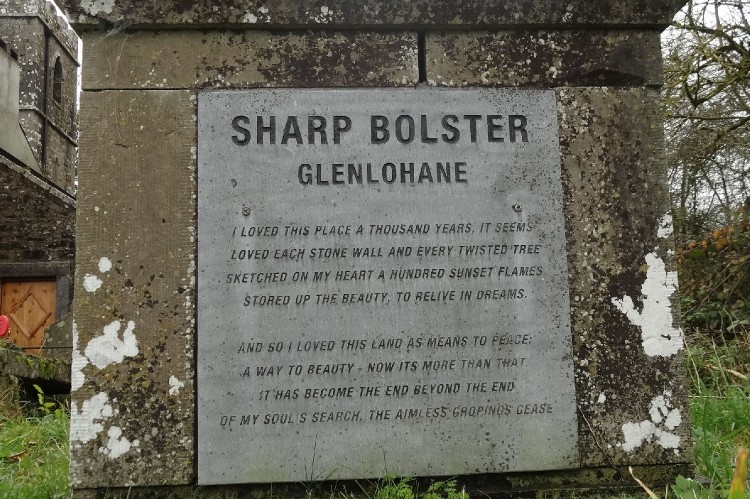 SHARP BOLSTER
GLENLOHANE
I LOVED THIS PLACE A THOUSAND YEARS, IT SEEMS
LOVED EACH STONE WALL AND EVERY TWISTED TREE
SKETCHED ON MY HEART A HUNDRED SUNSET FLAMES
STORED UP THE BEAUTY, TO RELIVE IN DREAMS.
AND SO I LOVED THIS LAND AS MEANS TO PEACE;
A WAY TO BEAUTY - NOW ITS MORE THAN THAT
IT HAS BECOME THE END BEYOND THE END
OF MY SOUL'S SEARCH, THE AIMLESS GROPINGS CEASE